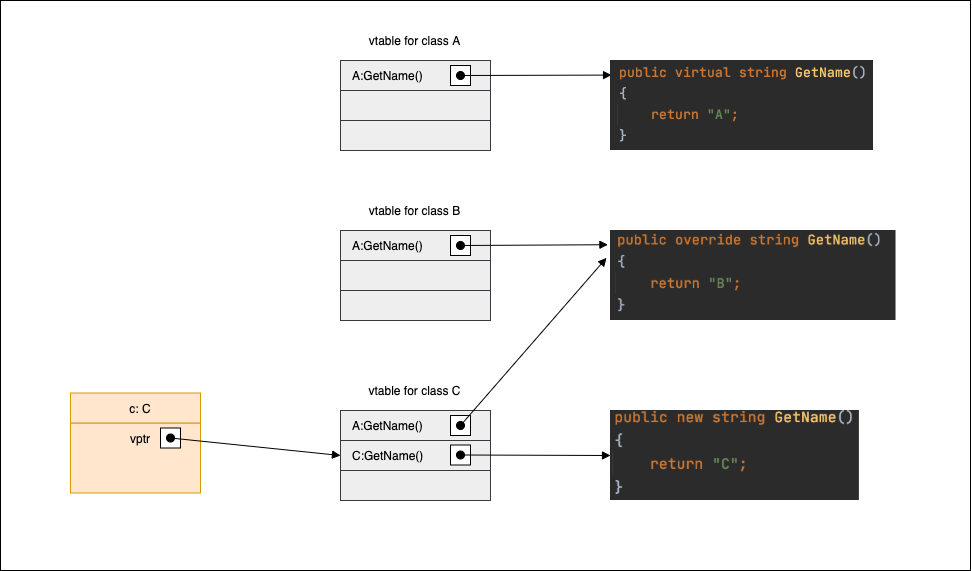 vtable for class A
A:GetName()
public virtual string GetName()
{
return "A";
}
vtable for class B
A:GetName()
public override string GetName()
{
return "B";
}
vtable for class C
c: C
vptr
A:GetName()
C:GetName()
public new string GetName()
{
return "C";
}